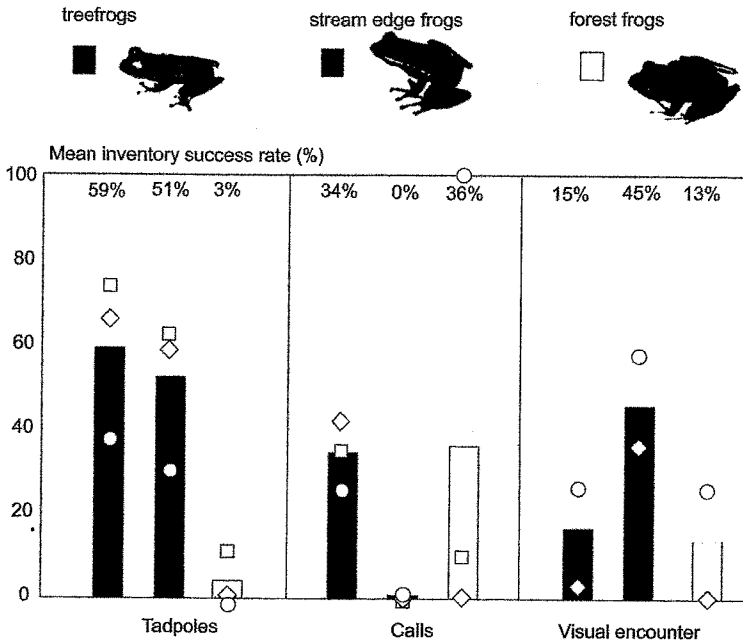 treefrogs stream edge frogs forest frogs
Mean inventory success rate (%)
100
59% 51% 3% 34% 0% 36% 15% 45% 13%
80
60
40
20
0
Tadpoles Calls Visual encounter